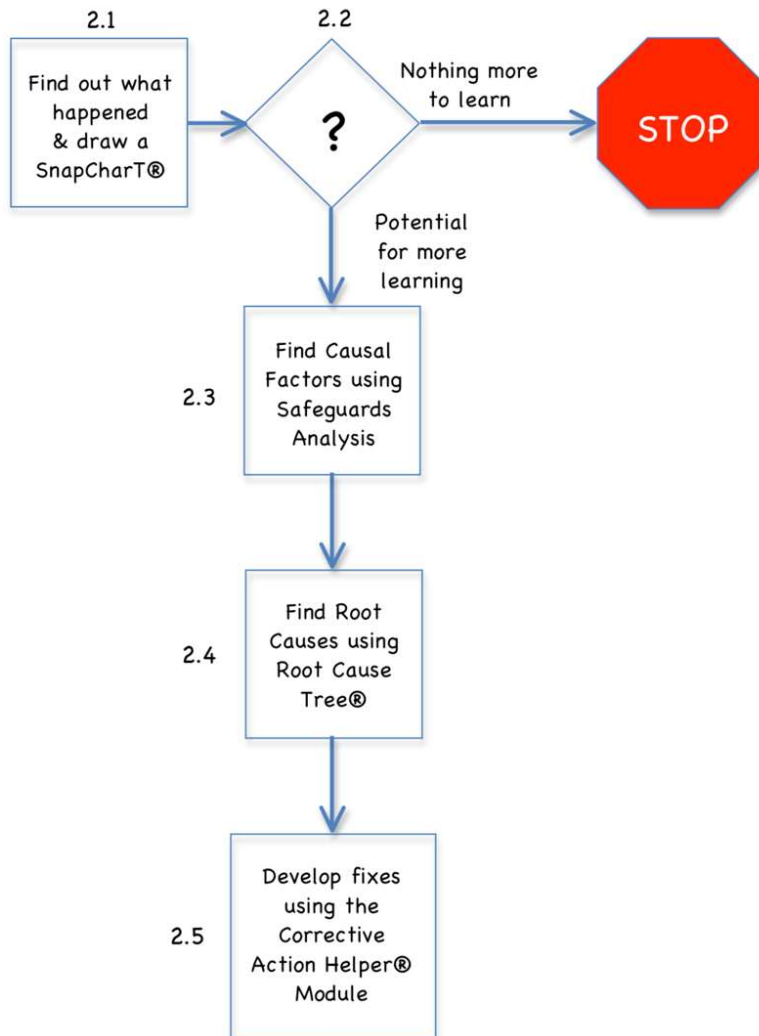 2.1
2.2
Find out what
happened
& draw a
SnapCharT®
?
Nothing more
to learn
STOP
Potential
for more
learning
2.3
Find Causal
Factors using
Safeguards
Analysis
2.4
Find Root
Causes using
Root Cause
Tree®
2.5
Develop fixes
using the
Corrective
Action Helper®
Module